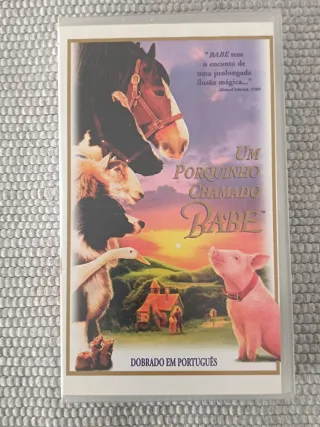 "BABE tem
o encanto de
uma prolongada
ilusão mágica..."
UM
PORQUINHO
CHAMADO
BABE
DOBRADO EM PORTUGUÊS